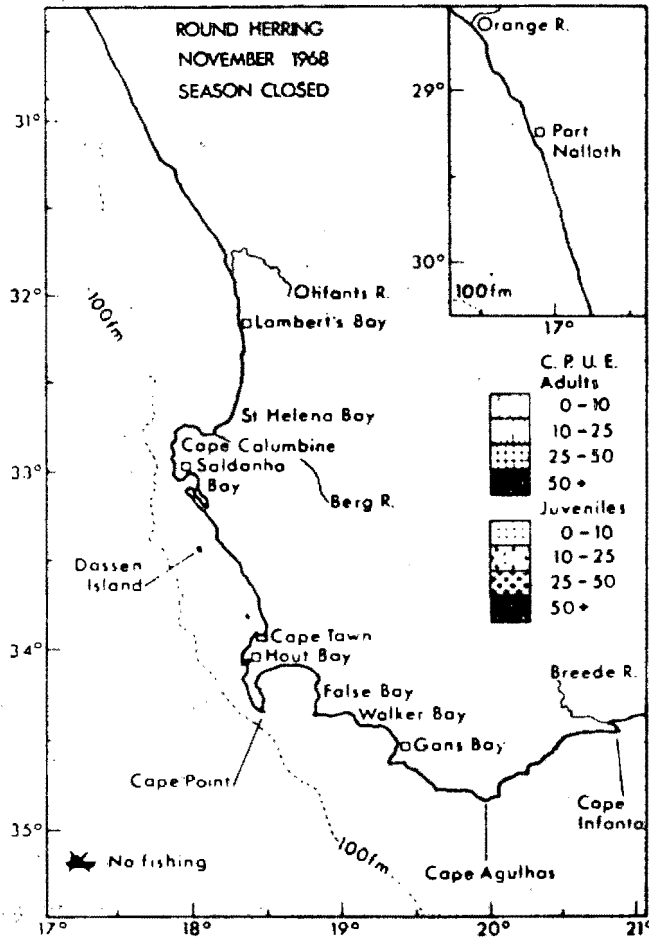 ROUND HERRING
NOVEMBER 1968
SEASON CLOSED
Orange R.
29°
Port
Nolloth
30°
100fm
17°
31°
32°
33°
34°
35°
100fm
Olifants R.
Lambert's Bay
St Helena Bay
Cape Columbine
Saldanha
Bay
Berg R.
Dassen
Island
Cape Town
Hout Bay
False Bay
Walker Bay
Gans Bay
Cape Point
Breede R.
Cape
Infanta
Cape Agulhas
100fm.
No fishing
C. P. U. E.
Adults
0-10
10-25
25-50
50+
Juveniles
0-10
10-25
25-50
50+
17°
18°
19°
20°
21°